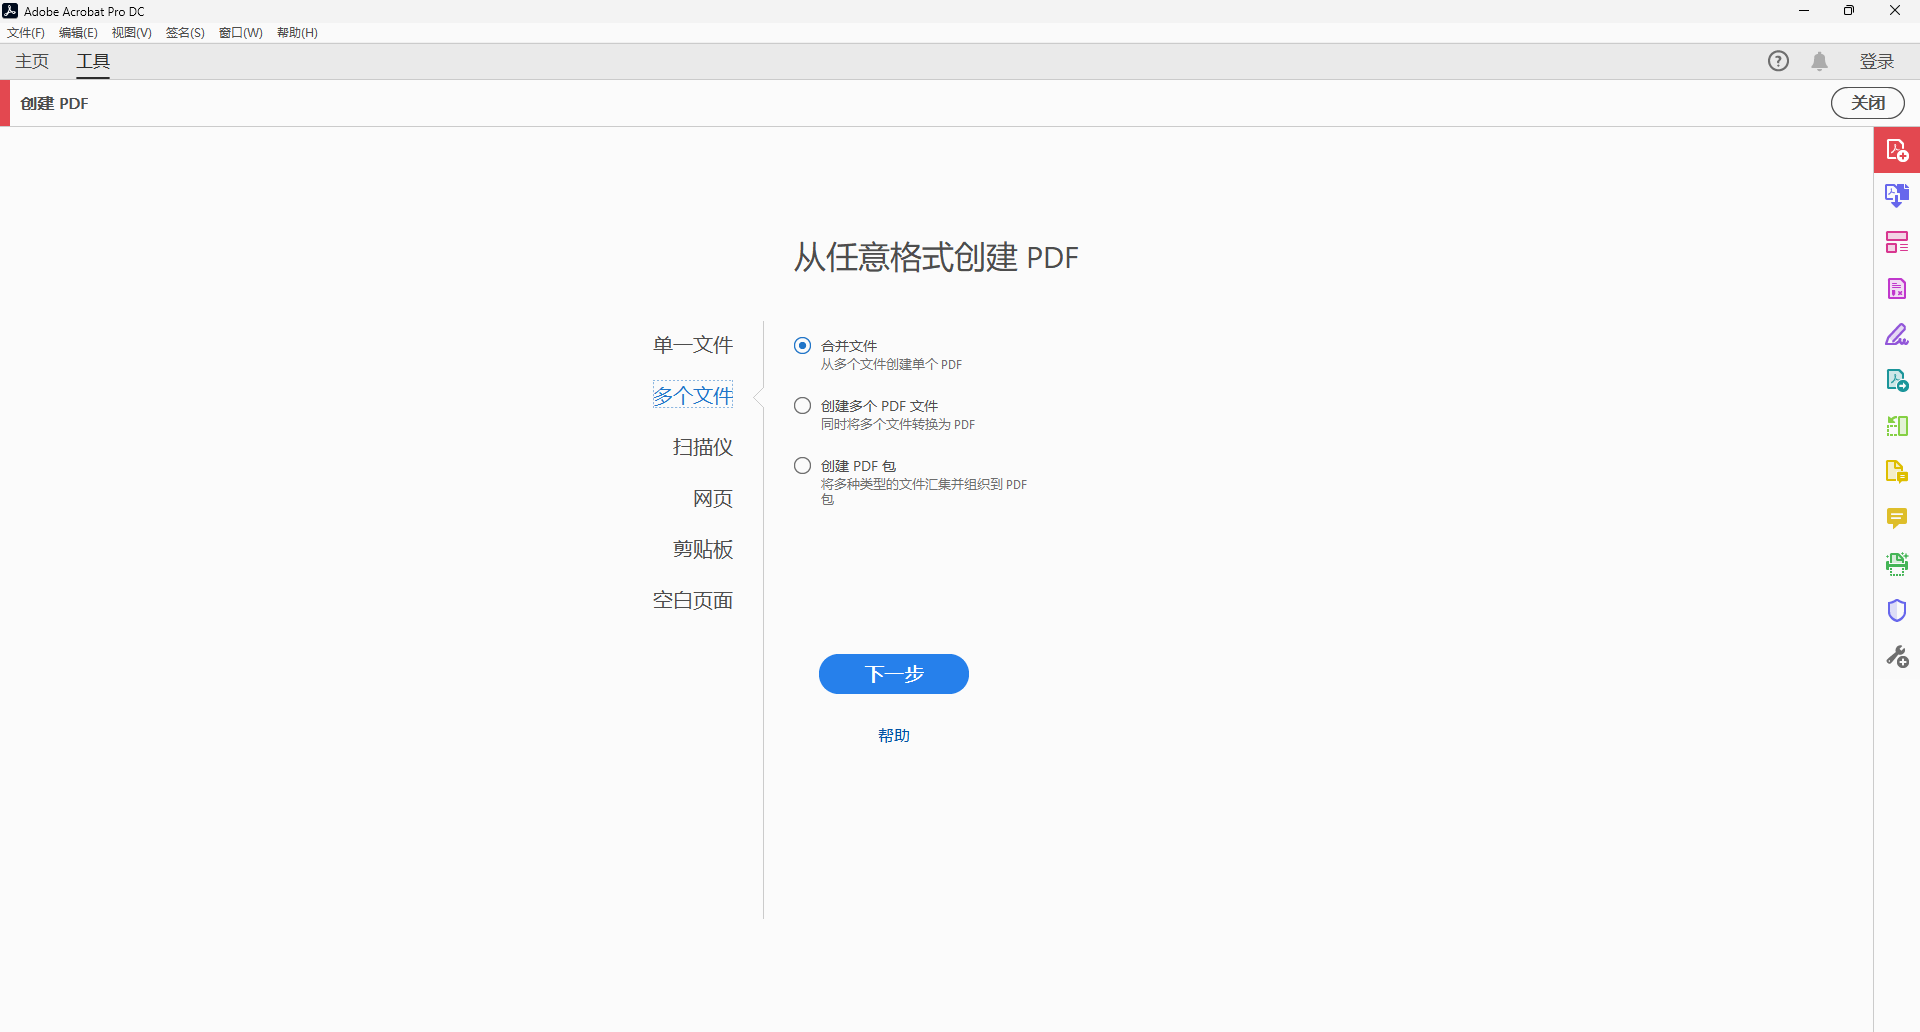 Adobe Acrobat Pro DC
文件(F) 编辑(E) 视图(V) 签名(S) 窗口(W) 帮助(H)
主页 工具 登录
创建 PDF 关闭
从任意格式创建 PDF
单一文件
多个文件
扫描仪
网页
剪贴板
空白页面
合并文件
从多个文件创建单个 PDF
创建多个 PDF 文件
同时将多个文件转换为 PDF
创建 PDF 包
将多种类型的文件汇集并组织到 PDF
包
下一步
帮助